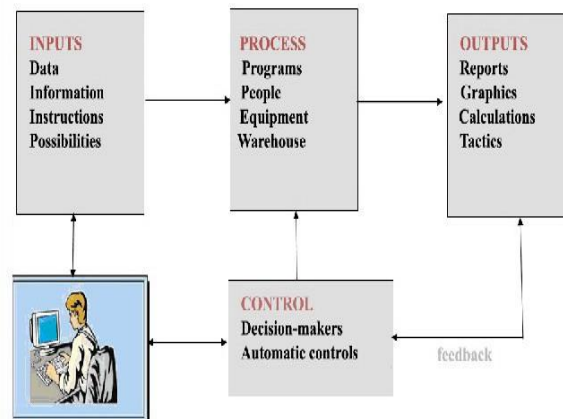 INPUTS
Data
Information
Instructions
Possibilities
PROCESS
Programs
People
Equipment
Warehouse
OUTPUTS
Reports
Graphics
Calculations
Tactics
CONTROL
Decision-makers
Automatic controls
feedback